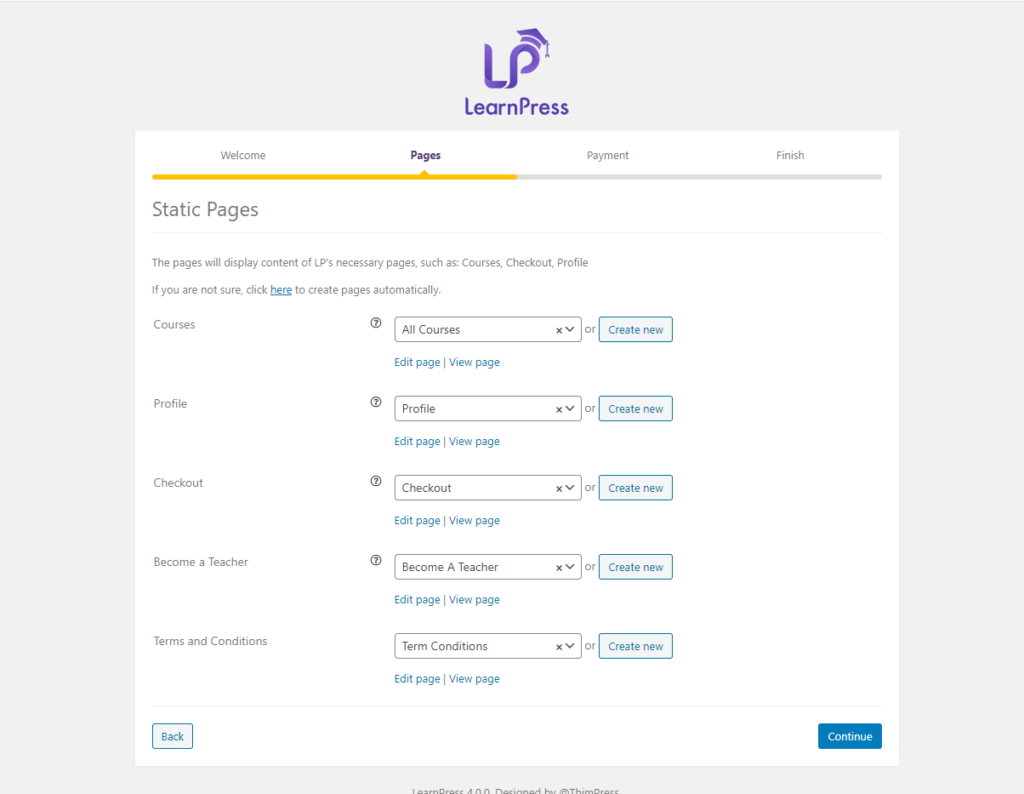 LearnPress
Welcome Pages Payment Finish
Static Pages
The pages will display content of LP's necessary pages, such as: Courses, Checkout, Profile
If you are not sure, click here to create pages automatically.
Courses ? All Courses × or Create new
Edit page | View page
Profile ? Profile × or Create new
Edit page | View page
Checkout ? Checkout × or Create new
Edit page | View page
Become a Teacher ? Become A Teacher × or Create new
Edit page | View page
Terms and Conditions Term Conditions × or Create new
Edit page | View page
Back Continue
LearnPress 4.0.0. Designed by @ThimPress.